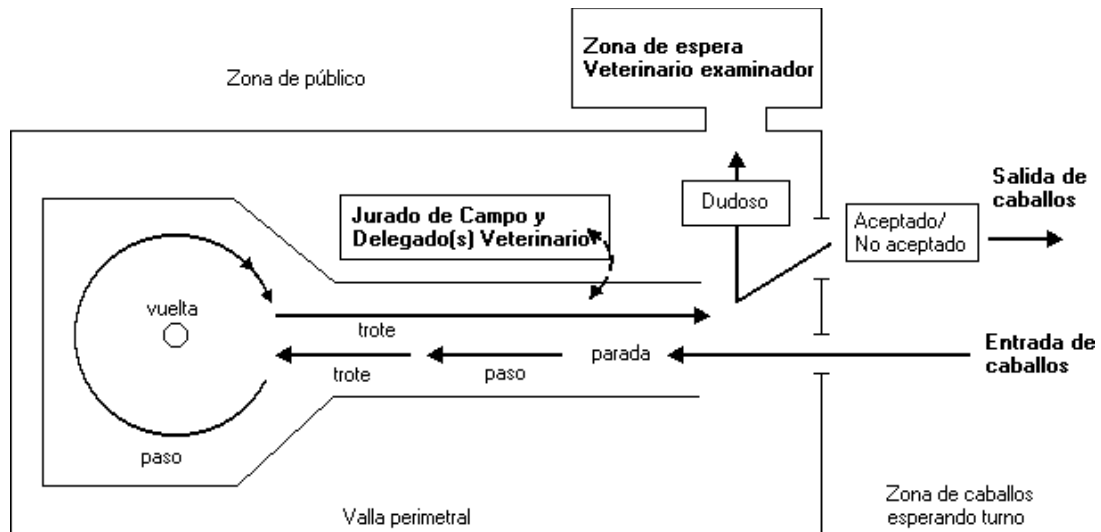 Zona de espera
Veterinario examinador
Zona de público
Salida de
caballos
Dudoso
Aceptado/
No aceptado
Jurado de Campo y
Delegado(s) Veterinario
vuelta
trote
parada
Entrada de
caballos
trote
paso
paso
Valla perimetral
Zona de caballos
esperando turno